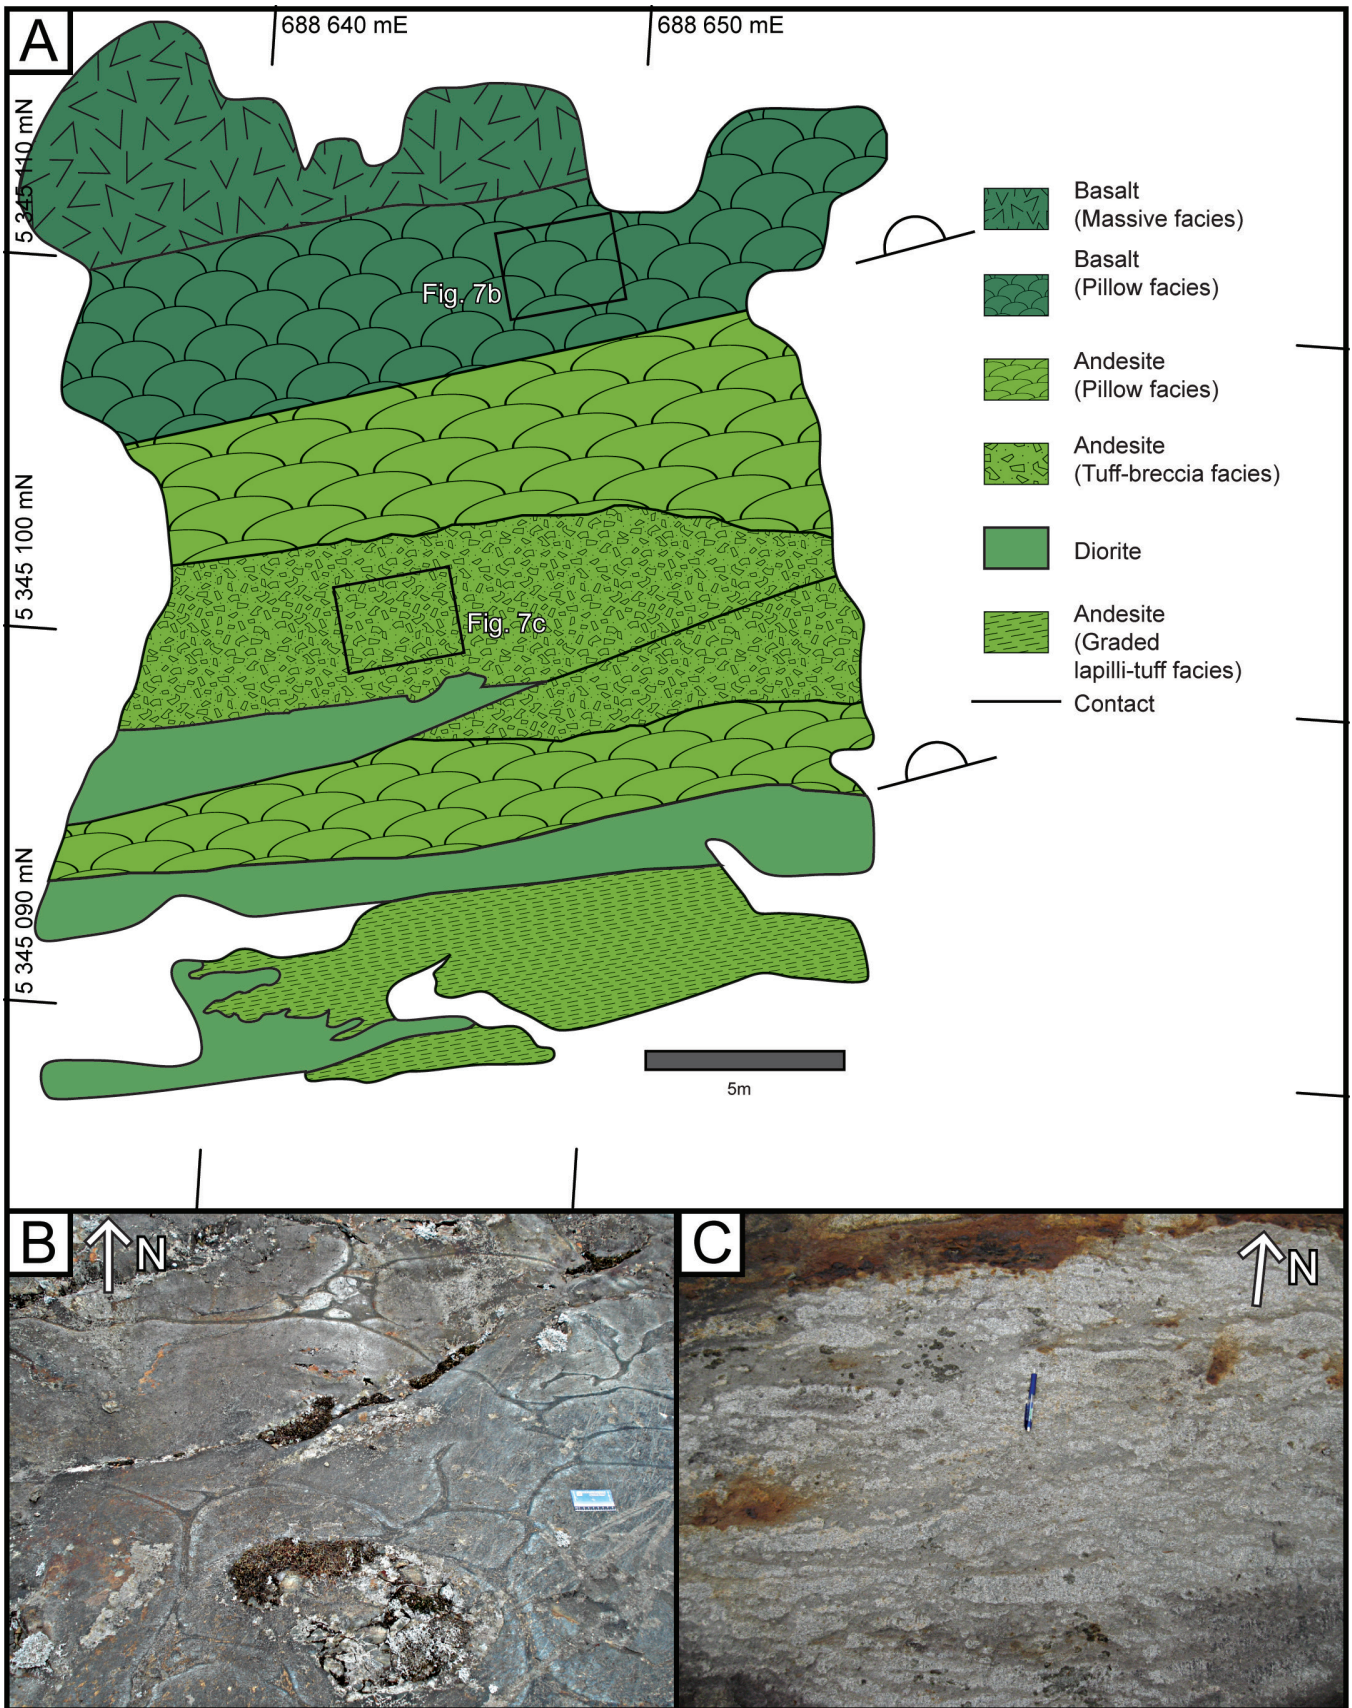 A
688 640 mE
688 650 mE
5 345 110 mN
5 345 100 mN
5 345 090 mN
Fig. 7b
Fig. 7c
Basalt
(Massive facies)
Basalt
(Pillow facies)
Andesite
(Pillow facies)
Andesite
(Tuff-breccia facies)
Diorite
Andesite
(Graded
lapilli-tuff facies)
Contact
5m
B
N
C
N